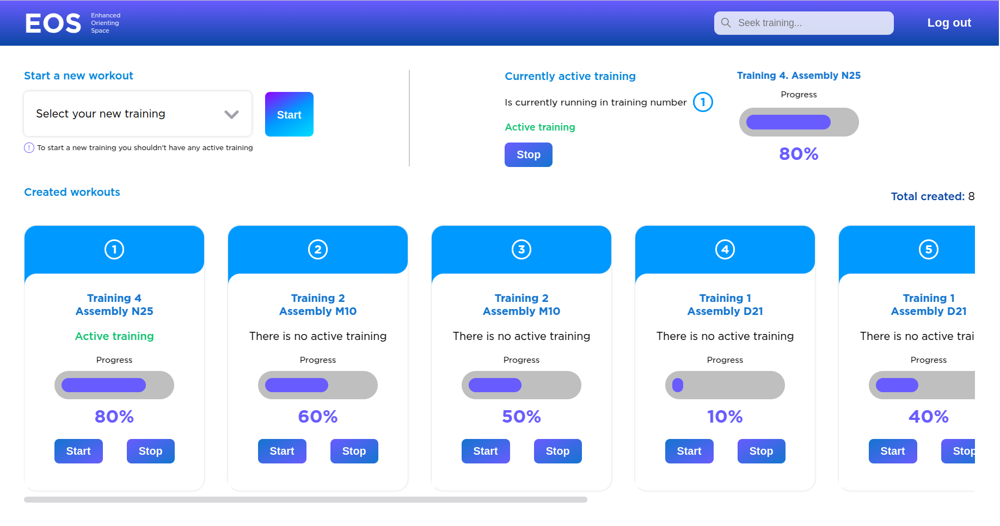 EOS
Enhanced
Orienting
Space
Seek training...
Log out
Start a new workout
Select your new training
Start
! To start a new training you shouldn't have any active training
Currently active training
Is currently running in training number 1
Active training
Stop
Training 4. Assembly N25
Progress
80%
Created workouts
Total created: 8
1
Training 4
Assembly N25
Active training
Progress
80%
Start Stop
2
Training 2
Assembly M10
There is no active training
Progress
60%
Start Stop
3
Training 2
Assembly M10
There is no active training
Progress
50%
Start Stop
4
Training 1
Assembly D21
There is no active training
Progress
10%
Start Stop
5
Training 1
Assembly D21
There is no active trai
Progress
40%
Start Stop